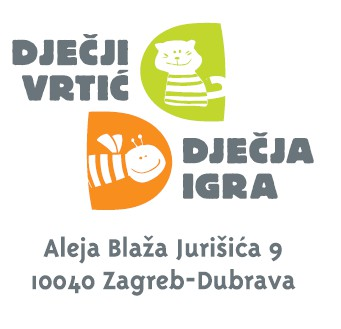 DJEČJI
VRTIĆ
DJEČJA
IGRA
Aleja Blaža Jurišića 9
10040 Zagreb-Dubrava